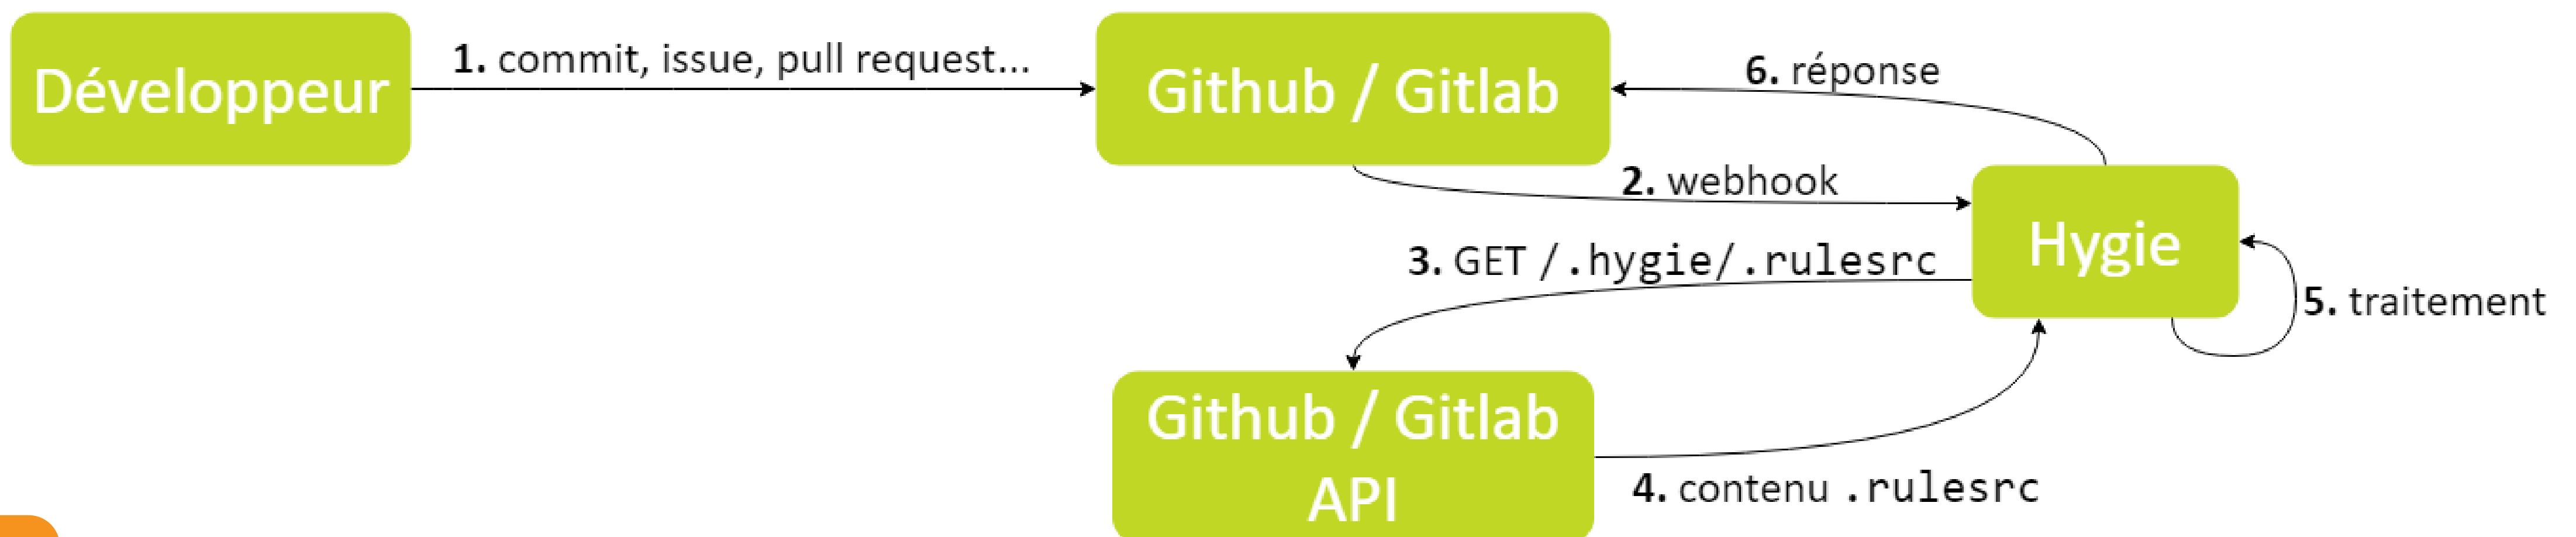 Développeur
1. commit, issue, pull request...
Github / Gitlab
6. réponse
2. webhook
Hygie
3. GET /.hygie/.rulesrc
5. traitement
Github / Gitlab
API
4. contenu .rulesrc